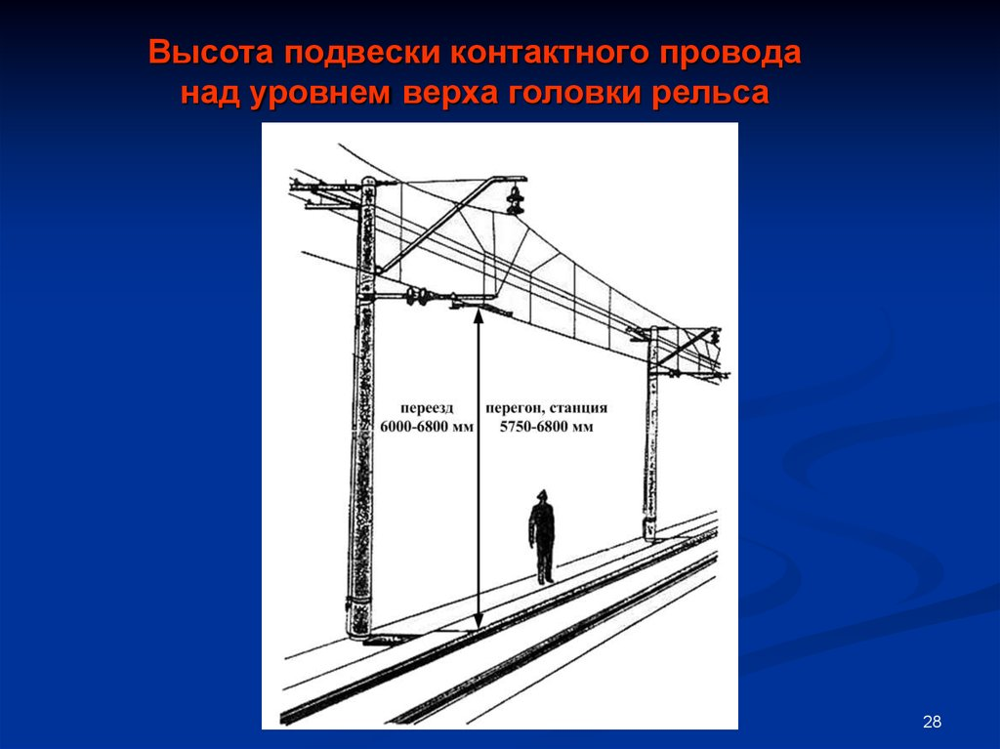 Высота подвески контактного провода
над уровнем верха головки рельса
переезд перегон, станция
6000-6800 мм 5750-6800 мм
28